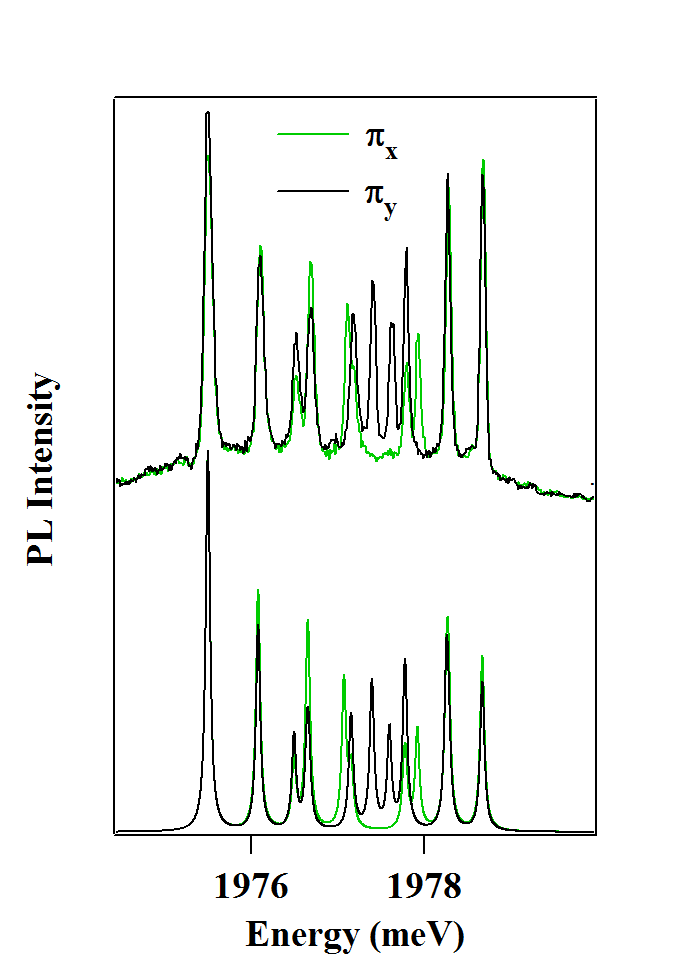 πx
πy
PL Intensity
1976 1978
Energy (meV)